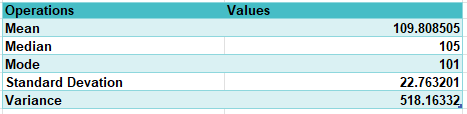 Operations Values
Mean 109.808505
Median 105
Mode 101
Standard Devation 22.763201
Variance 518.16332